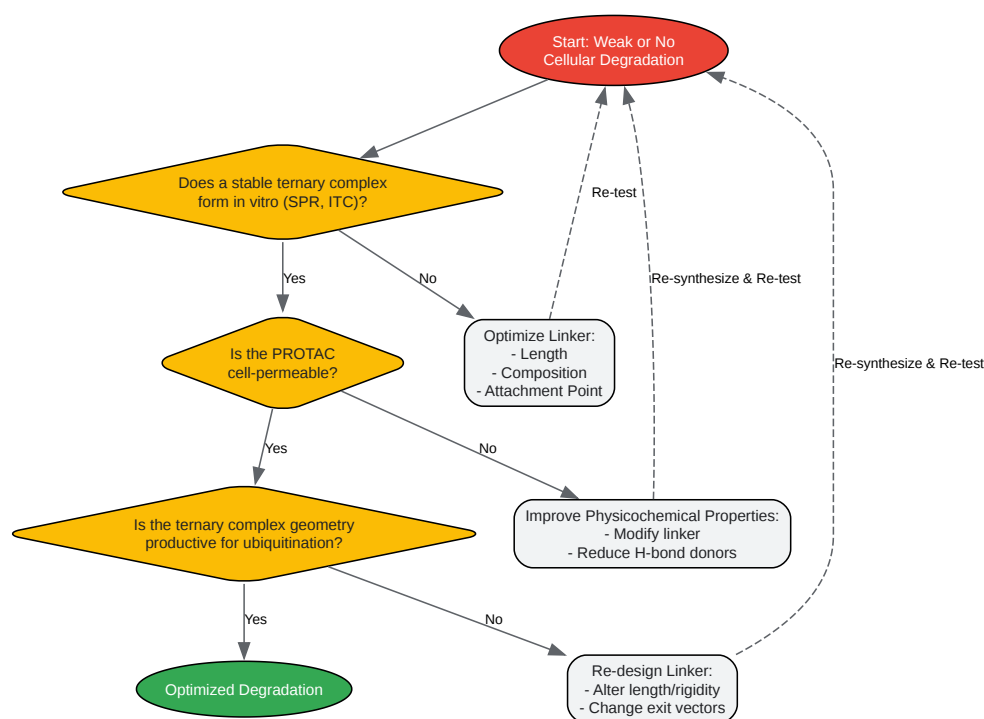 Start: Weak or No
Cellular Degradation
Does a stable ternary complex
form in vitro (SPR, ITC)?
Re-test
Yes
No
Re-synthesize & Re-test
Optimize Linker:
- Length
- Composition
- Attachment Point
Is the PROTAC
cell-permeable?
Re-synthesize & Re-test
Yes
No
Improve Physicochemical Properties:
- Modify linker
- Reduce H-bond donors
Is the ternary complex geometry
productive for ubiquitination?
Yes
No
Optimized Degradation
Re-design Linker:
- Alter length/rigidity
- Change exit vectors